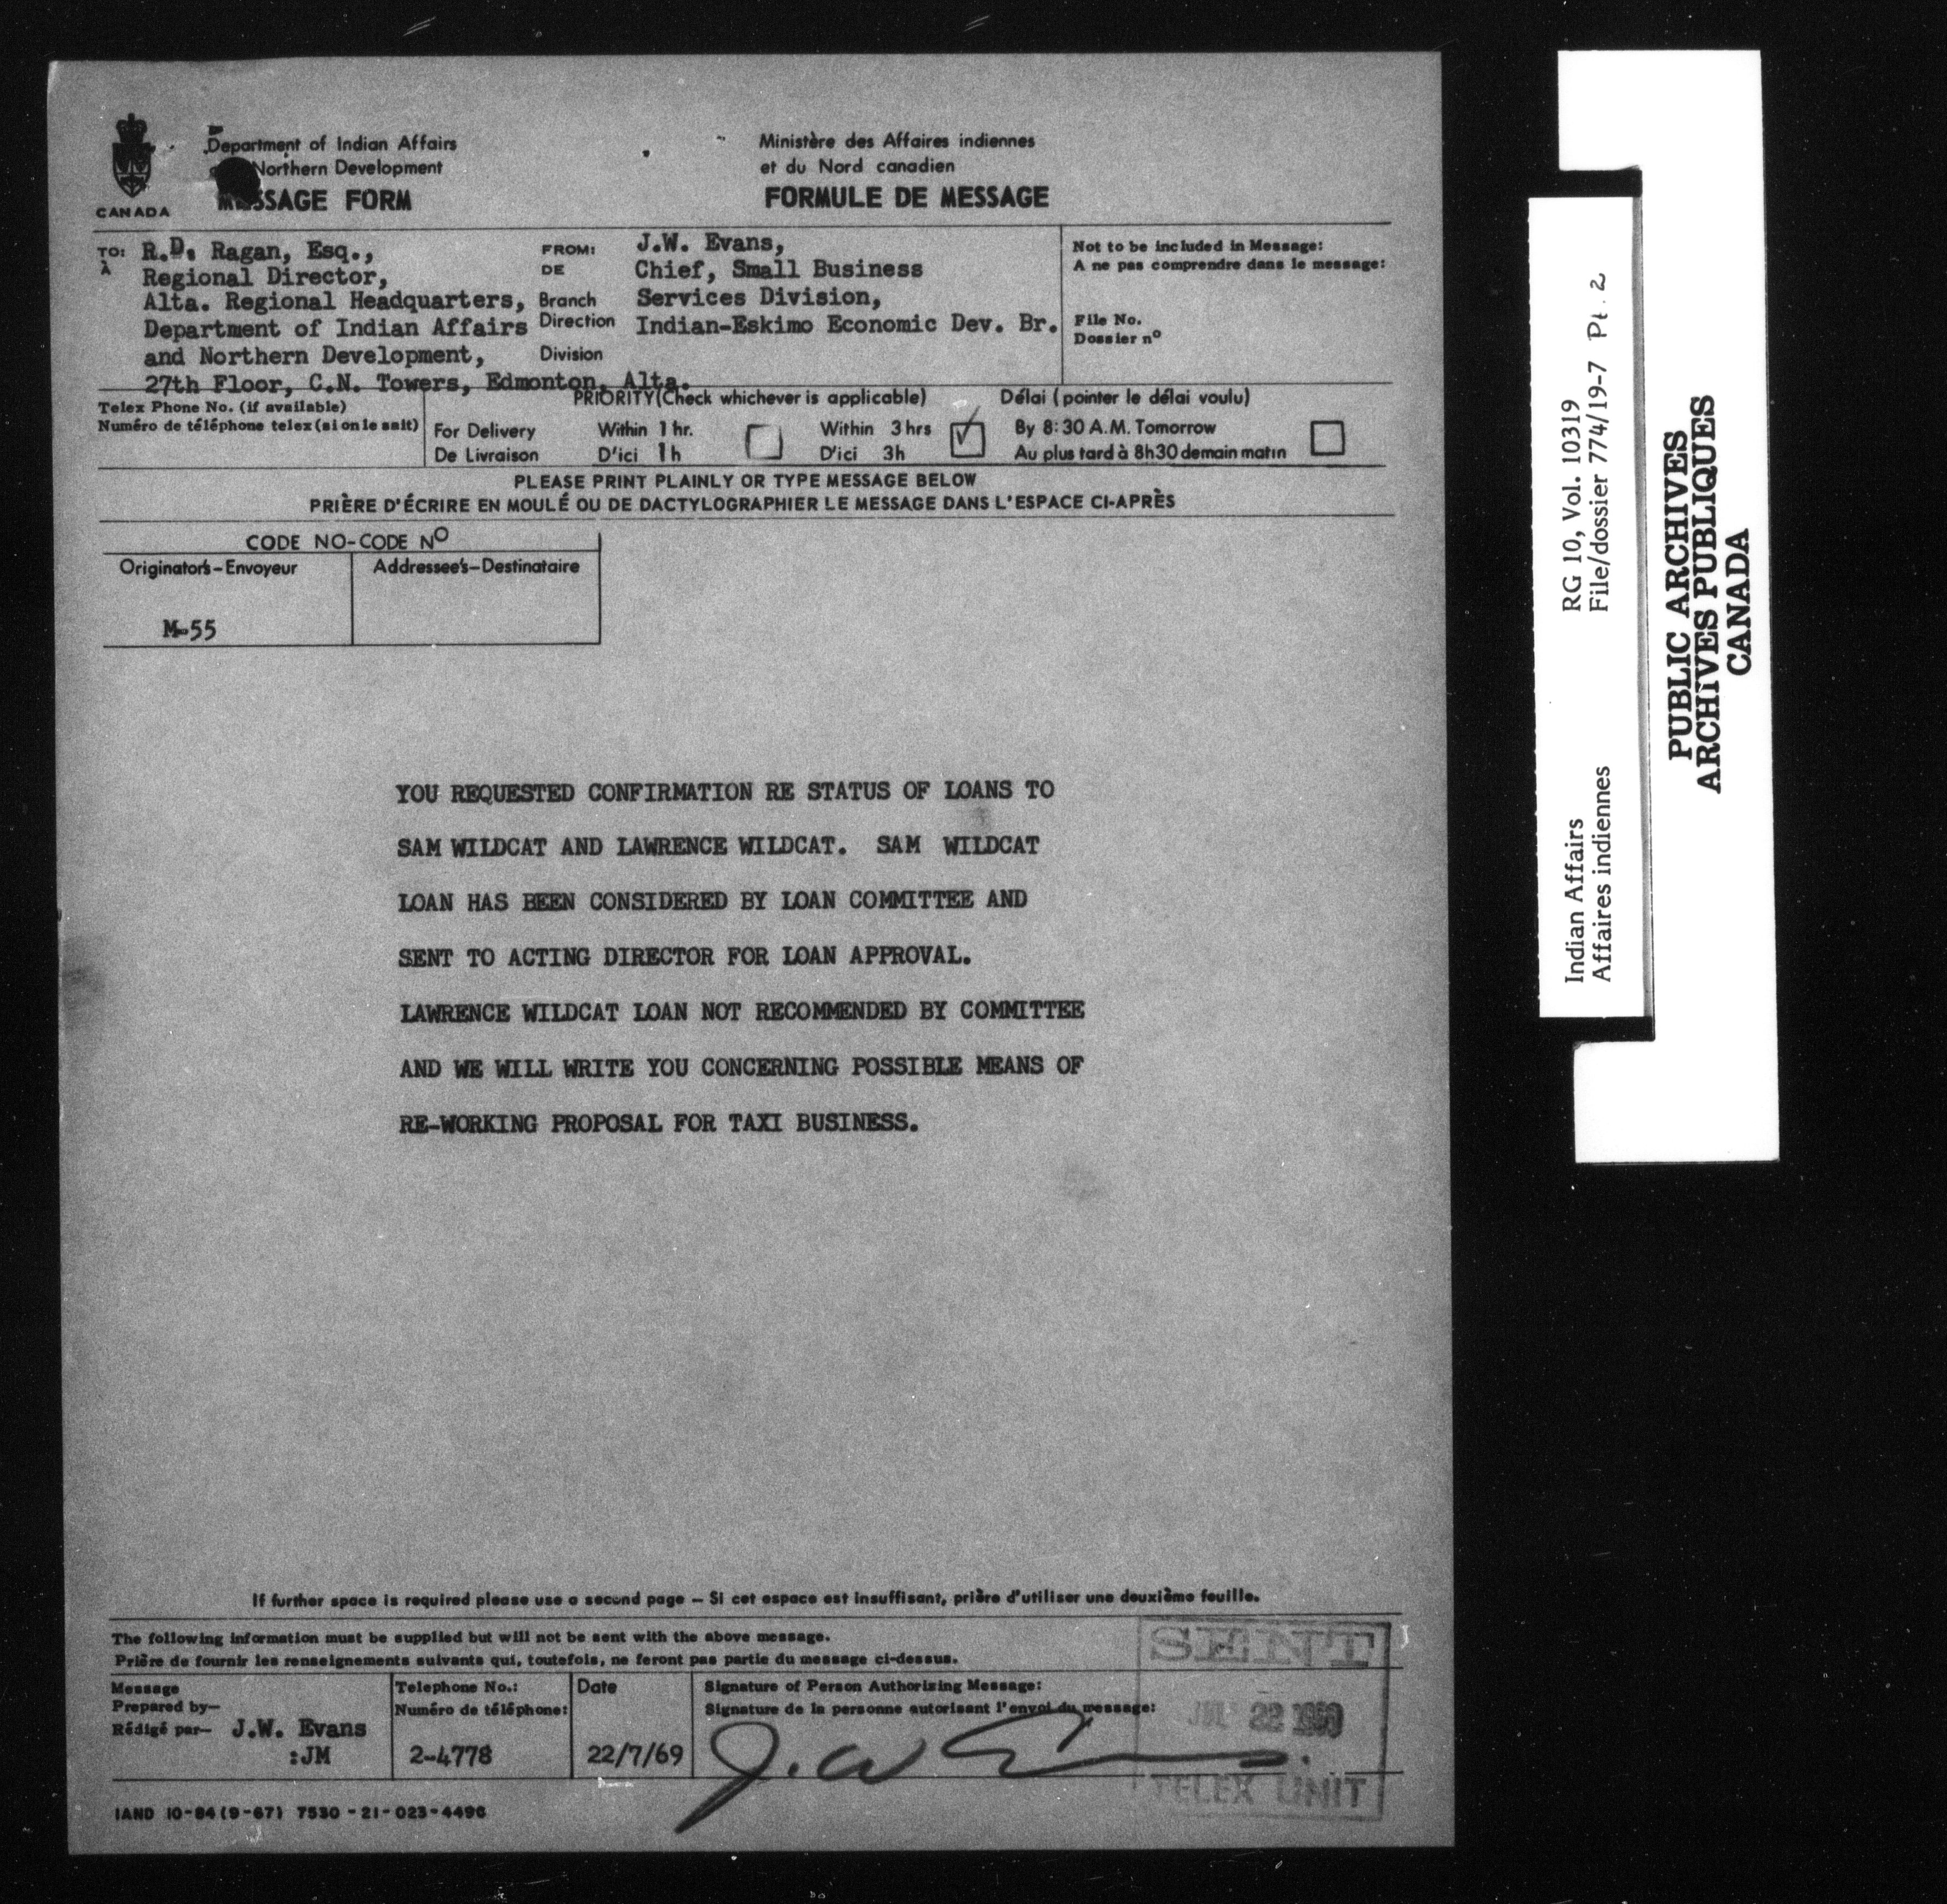 Department of Indian Affairs
Northern Development
MESSAGE FORM
CANADA
Ministère des Affaires indiennes
et du Nord canadien
FORMULE DE MESSAGE
TO: R.D. Ragan, Esq.,
À
Regional Director,
Alta. Regional Headquarters,
Department of Indian Affairs
and Northern Development,
27th Floor, C.N. Towers, Edmonton, Alta.
FROM: J.W. Evans,
DE Chief, Small Business
Branch Services Division,
Direction Indian-Eskimo Economic Dev. Br.
Division
Not to be included in Message:
A ne pas comprendre dans le message:
File No.
Dossier nº
Telex Phone No. (if available)
Numéro de téléphone telex (si on le sait)
PRIORITY (Check whichever is applicable) Délai (pointer le délai voulu)
For Delivery Within 1 hr. Within 3 hrs ✓ By 8:30 A.M. Tomorrow
De Livraison D'ici 1h D'ici 3h Au plus tard à 8h30 demain matin
PLEASE PRINT PLAINLY OR TYPE MESSAGE BELOW
PRIÈRE D'ÉCRIRE EN MOULÉ OU DE DACTYLOGRAPHIER LE MESSAGE DANS L'ESPACE CI-APRÈS
CODE NO-CODE Nº
Originator's-Envoyeur Addressee's-Destinataire
M-55
YOU REQUESTED CONFIRMATION RE STATUS OF LOANS TO
SAM WILDCAT AND LAWRENCE WILDCAT. SAM WILDCAT
LOAN HAS BEEN CONSIDERED BY LOAN COMMITTEE AND
SENT TO ACTING DIRECTOR FOR LOAN APPROVAL.
LAWRENCE WILDCAT LOAN NOT RECOMMENDED BY COMMITTEE
AND WE WILL WRITE YOU CONCERNING POSSIBLE MEANS OF
RE-WORKING PROPOSAL FOR TAXI BUSINESS.
If further space is required please use a second page – Si cet espace est insuffisant, prière d'utiliser une deuxième feuille.
The following information must be supplied but will not be sent with the above message.
Prière de fournir les renseignements suivants qui, toutefois, ne feront pas partie du message ci-dessus.
Message
Prepared by–
Rédigé par– J.W. Evans
:JM
Telephone No.:
Numéro de téléphone:
2-4778
Date
22/7/69
Signature of Person Authorizing Message:
Signature de la personne autorisant l'envoi du message:
J.W E
SENT
22 1969
TELEX UNIT
IAND 10-84 (9-67) 7530-21-023-4496
Indian Affairs RG 10, Vol. 10319
Affaires indiennes File/dossier 774/19-7 Pt. 2
PUBLIC ARCHIVES
ARCHIVES PUBLIQUES
CANADA